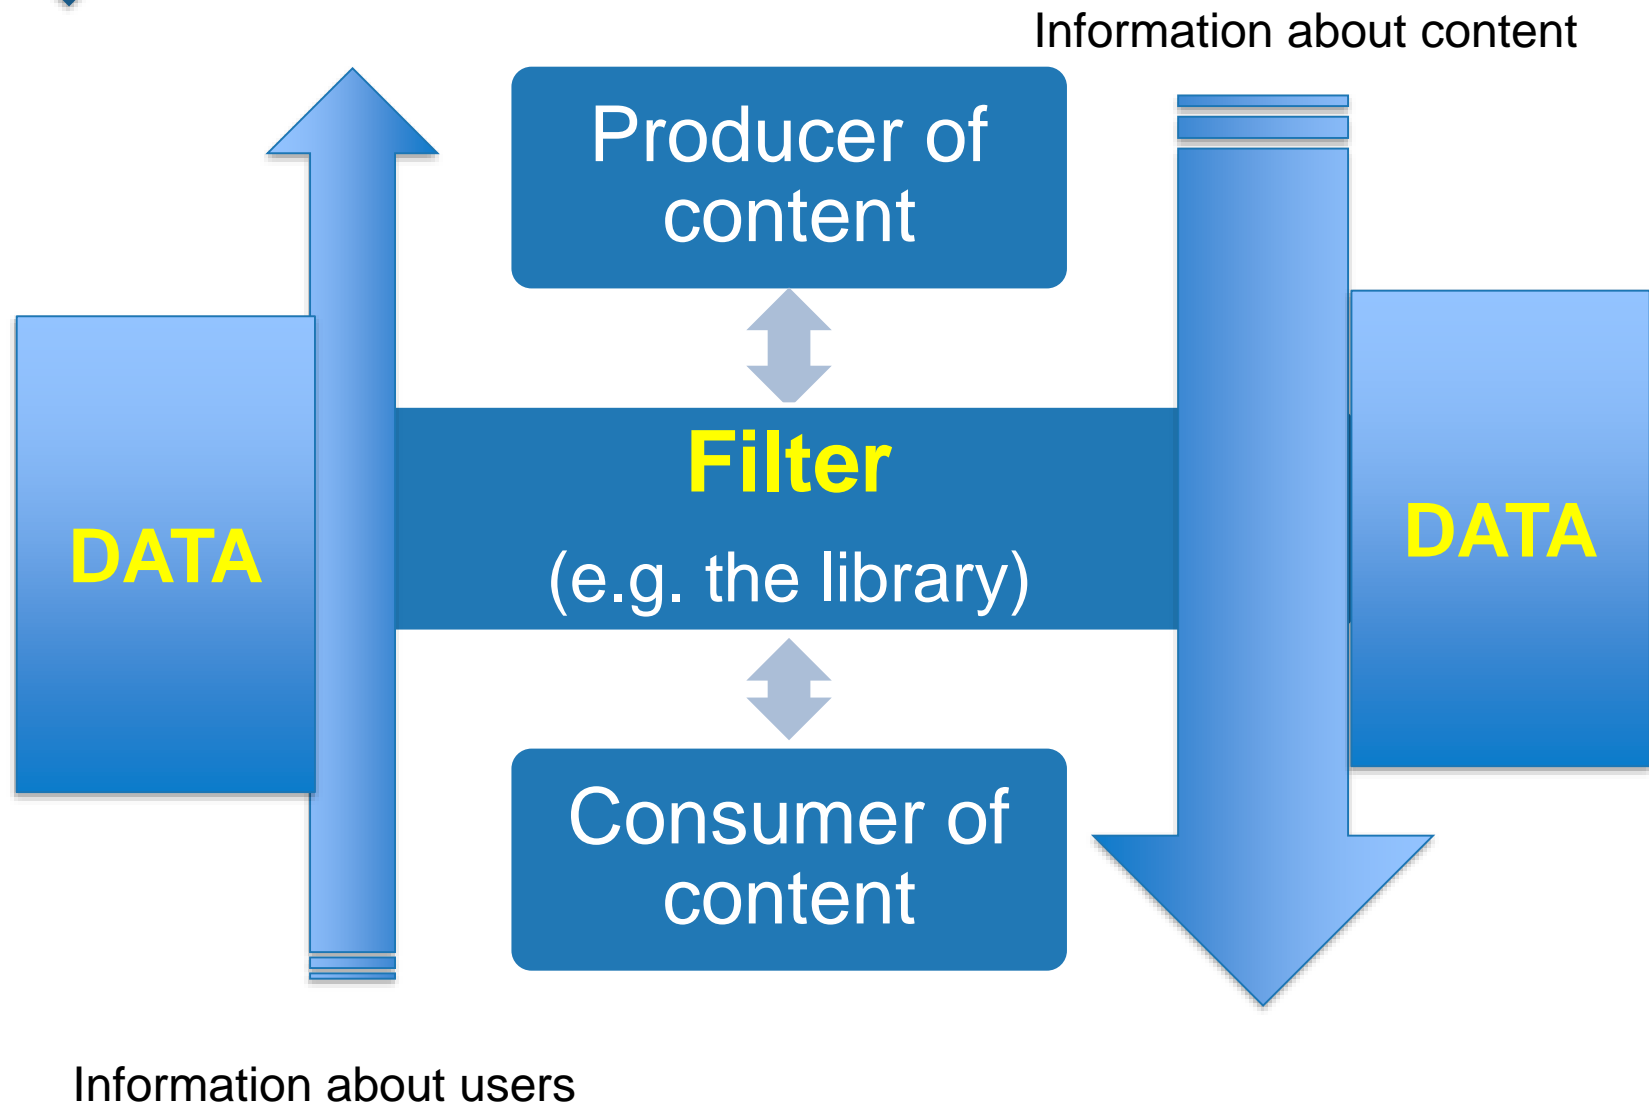 Information about content
Producer of
content
Filter
(e.g. the library)
DATA
DATA
Consumer of
content
Information about users